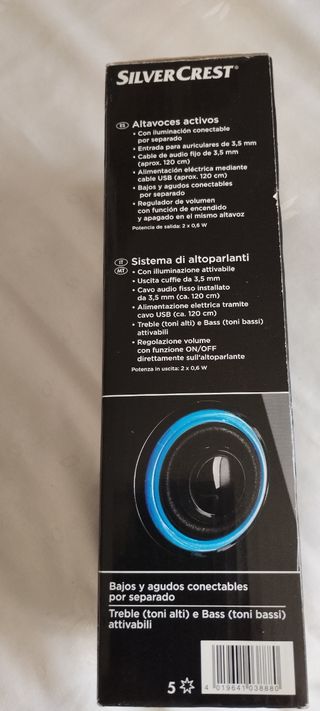 SILVERCREST®
ES Altavoces activos
• Con iluminación conectable
por separado
• Entrada para auriculares de 3,5 mm
• Cable de audio fijo de 3,5 mm
(aprox. 120 cm)
• Alimentación eléctrica mediante
cable USB (aprox. 120 cm)
• Bajos y agudos conectables
por separado
• Regulador de volumen
con función de encendido
y apagado en el mismo altavoz
Potencia de salida: 2 x 0,6 W
IT Sistema di altoparlanti
MT • Con illuminazione attivabile
• Uscita cuffie da 3,5 mm
• Cavo audio fisso installato
da 3,5 mm (ca. 120 cm)
• Alimentazione elettrica tramite
cavo USB (ca. 120 cm)
• Treble (toni alti) e Bass (toni bassi)
attivabili
• Regolazione volume
con funzione ON/OFF
direttamente sull'altoparlante
Potenza in uscita: 2 x 0,6 W
Bajos y agudos conectables
por separado
Treble (toni alti) e Bass (toni bassi)
attivabili
5
4 019641 038880